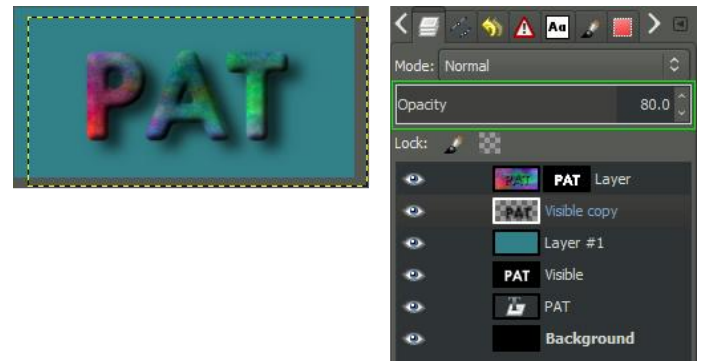 PAT
Aa
Mode: Normal
Opacity 80.0
Lock:
PAT PAT Layer
PAT Visible copy
Layer #1
PAT Visible
PAT
Background